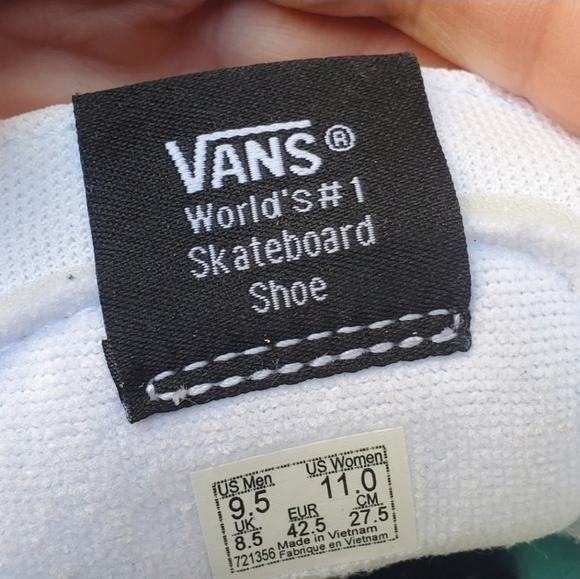 VANS®
World's #1
Skateboard
Shoe
US Men US Women
9.5 11.0
UK EUR CM
8.5 42.5 27.5
Made in Vietnam
721356 Fabrique en Vietnam